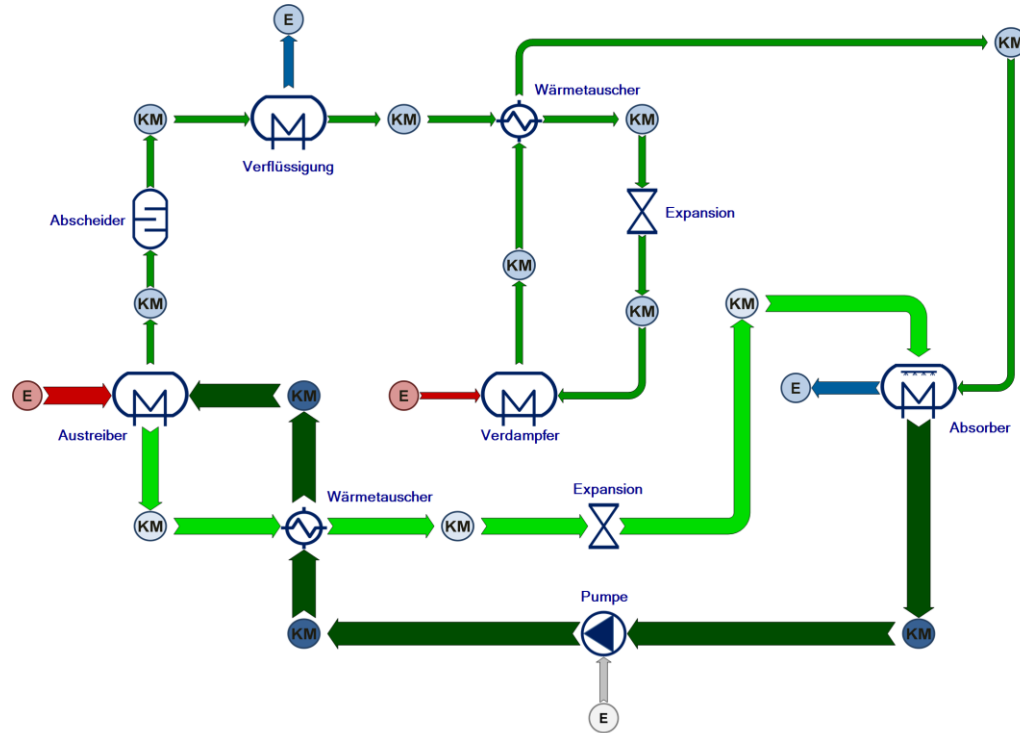 E
KM
Wärmetauscher
KM
KM
KM
Verflüssigung
Abscheider
Expansion
KM
KM
KM
KM
E
E
E
Austreiber
Verdampfer
Absorber
KM
Wärmetauscher
Expansion
KM
KM
Pumpe
KM
KM
E